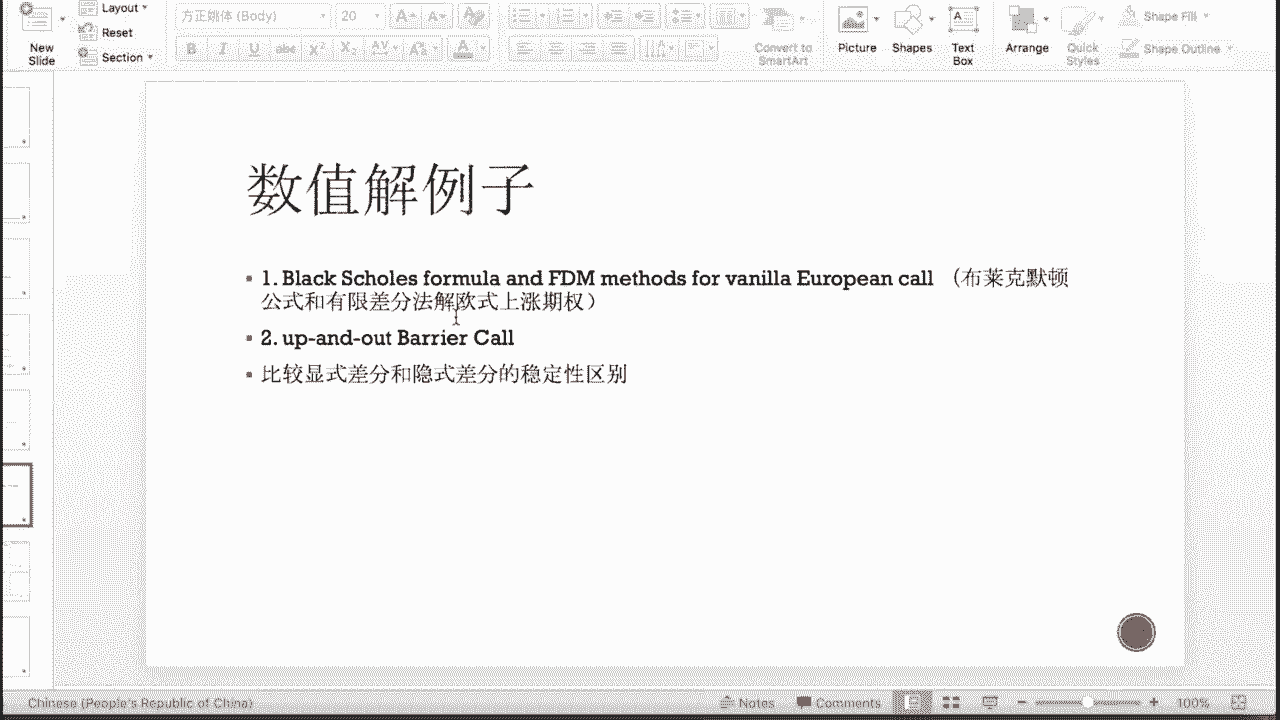 Layout
Reset
Section
New
Slide
方正魏体 (Body)
20
Convert to
SmartArt
Picture
Shapes
Text
Box
Arrange
Quick
Styles
Shape Fill
Shape Outline
数值解例子
1. Black Scholes formula and FDM methods for vanilla European call （布莱克默顿
公式和有限差分法解欧式上涨期权）
2. up-and-out Barrier Call
比较显式差分和隐式差分的稳定性区别
Chinese (People's Republic of China)
Notes
Comments
100%